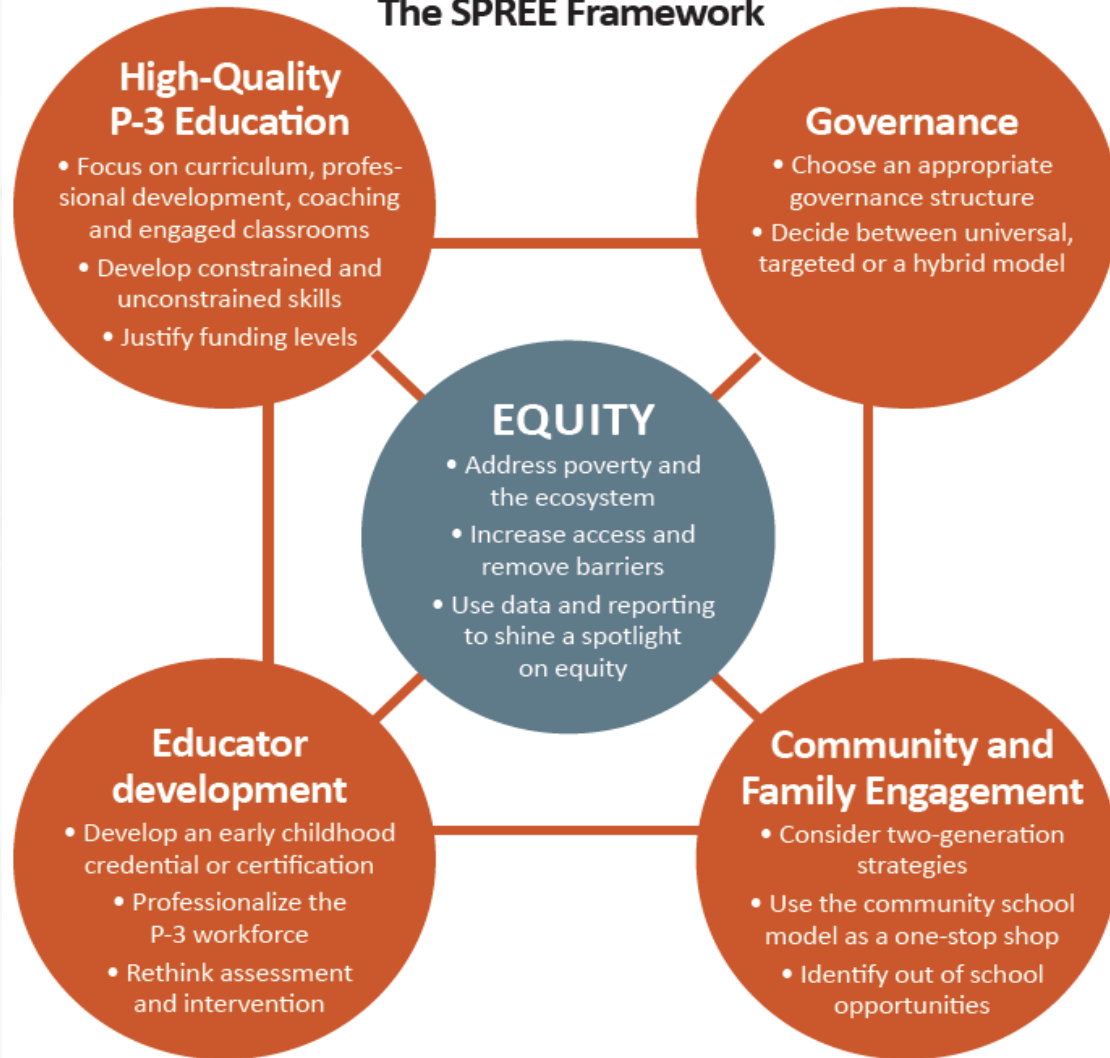 The SPREE Framework
High-Quality
P-3 Education
• Focus on curriculum, profes-
sional development, coaching
and engaged classrooms
• Develop constrained and
unconstrained skills
• Justify funding levels
Governance
• Choose an appropriate
governance structure
• Decide between universal,
targeted or a hybrid model
EQUITY
• Address poverty and
the ecosystem
• Increase access and
remove barriers
• Use data and reporting
to shine a spotlight
on equity
Educator
development
• Develop an early childhood
credential or certification
• Professionalize the
P-3 workforce
• Rethink assessment
and intervention
Community and
Family Engagement
• Consider two-generation
strategies
• Use the community school
model as a one-stop shop
• Identify out of school
opportunities